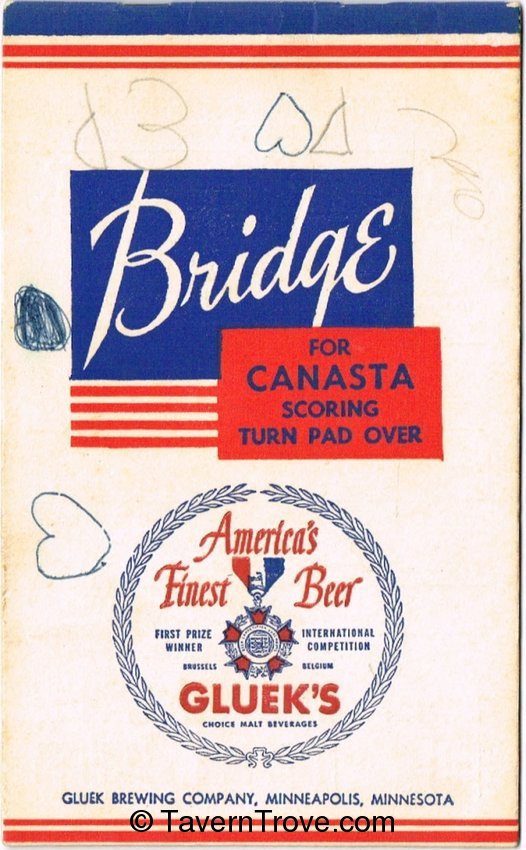 Bridge
FOR
CANASTA
SCORING
TURN PAD OVER
America's
Finest Beer
FIRST PRIZE WINNER
INTERNATIONAL COMPETITION
BRUSSELS BELGIUM
GLUEK'S
CHOICE MALT BEVERAGES
GLUEK BREWING COMPANY, MINNEAPOLIS, MINNESOTA
© TavernTrove.com